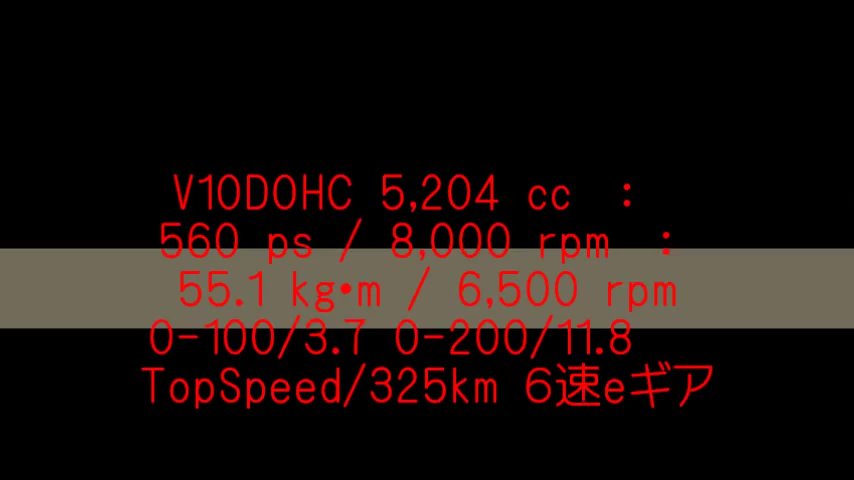 V10DOHC 5,204 cc :
560 ps / 8,000 rpm :
55.1 kg•m / 6,500 rpm
0-100/3.7 0-200/11.8
TopSpeed/325km 6速eギア